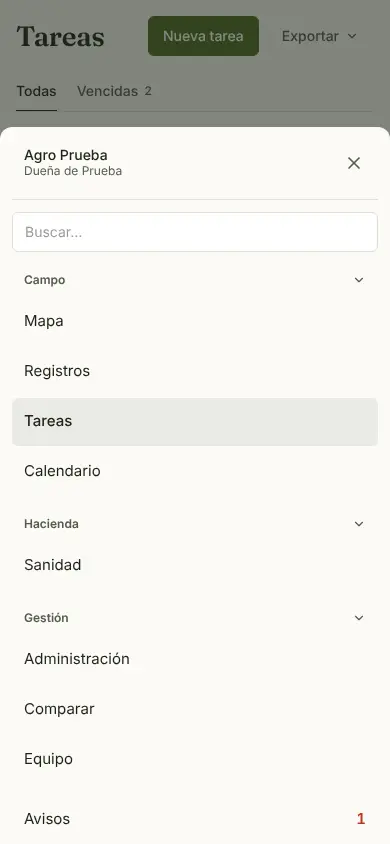 Tareas
Nueva tarea
Exportar
Todas
Vencidas 2
Agro Prueba
Dueña de Prueba
Buscar...
Campo
Mapa
Registros
Tareas
Calendario
Hacienda
Sanidad
Gestión
Administración
Comparar
Equipo
Avisos 1